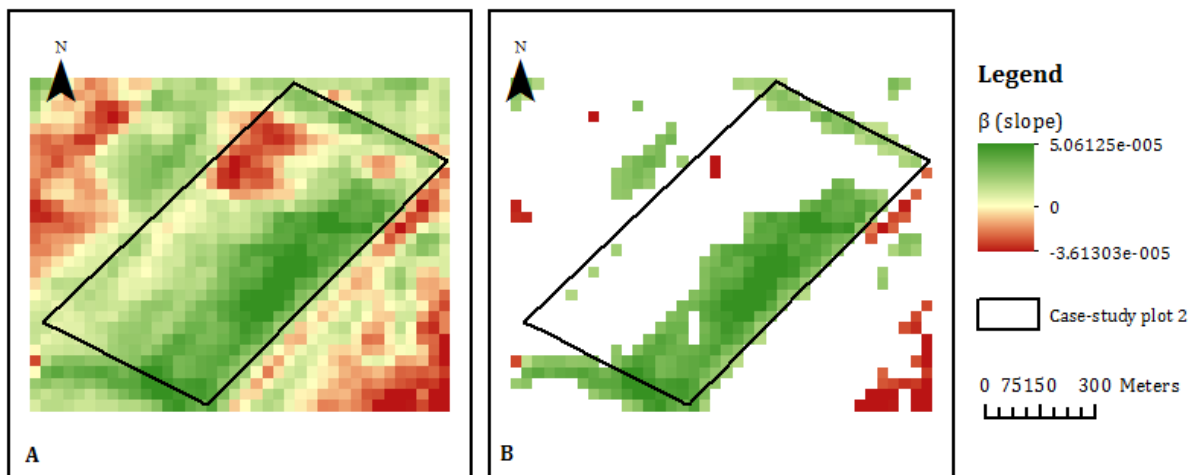 N
A
N
B
Legend
β (slope)
5.06125e-005
0
-3.61303e-005
Case-study plot 2
0 75150 300 Meters